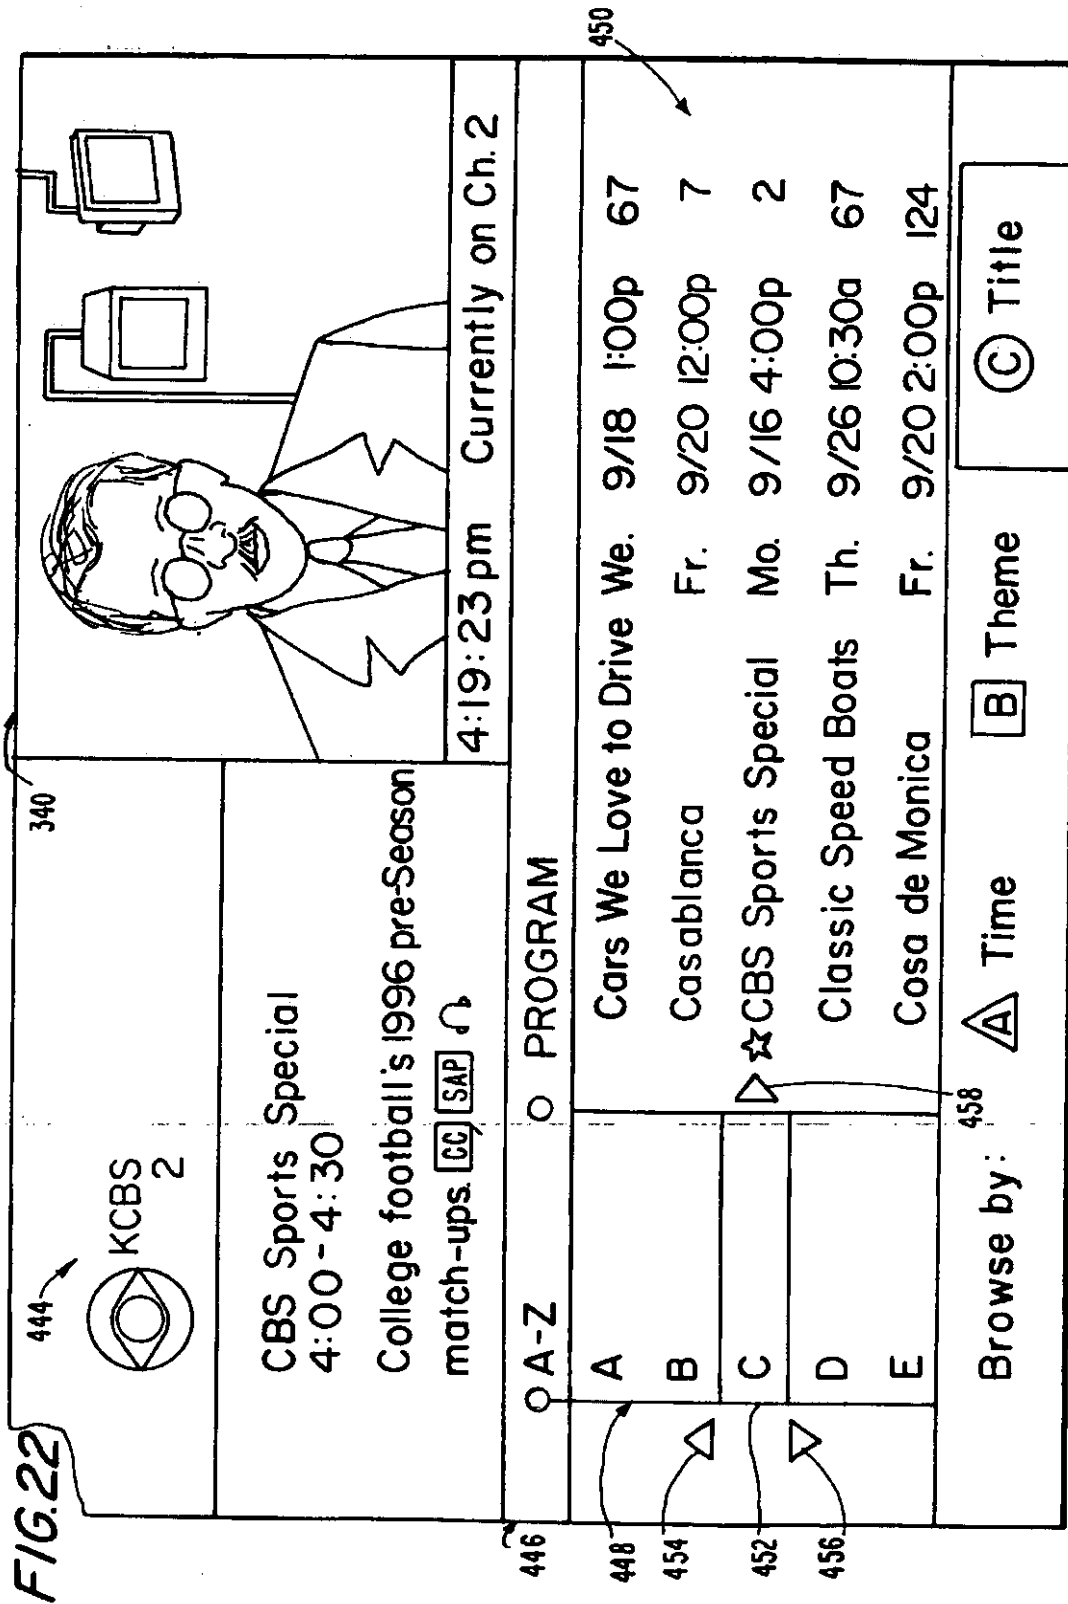 FIG.22
444
340
450
KCBS
2
CBS Sports Special
4:00-4:30
College football's 1996 pre-Season
match-ups. CC SAP
4:19:23 pm Currently on Ch. 2
446
A-Z PROGRAM
448
454
452
456
A
B
C
D
E
Cars We Love to Drive We. 9/18 1:00p 67
Casablanca Fr. 9/20 12:00p 7
CBS Sports Special Mo. 9/16 4:00p 2
Classic Speed Boats Th. 9/26 10:30a 67
Cosa de Monica Fr. 9/20 2:00p 124
458
Browse by: A Time B Theme C Title